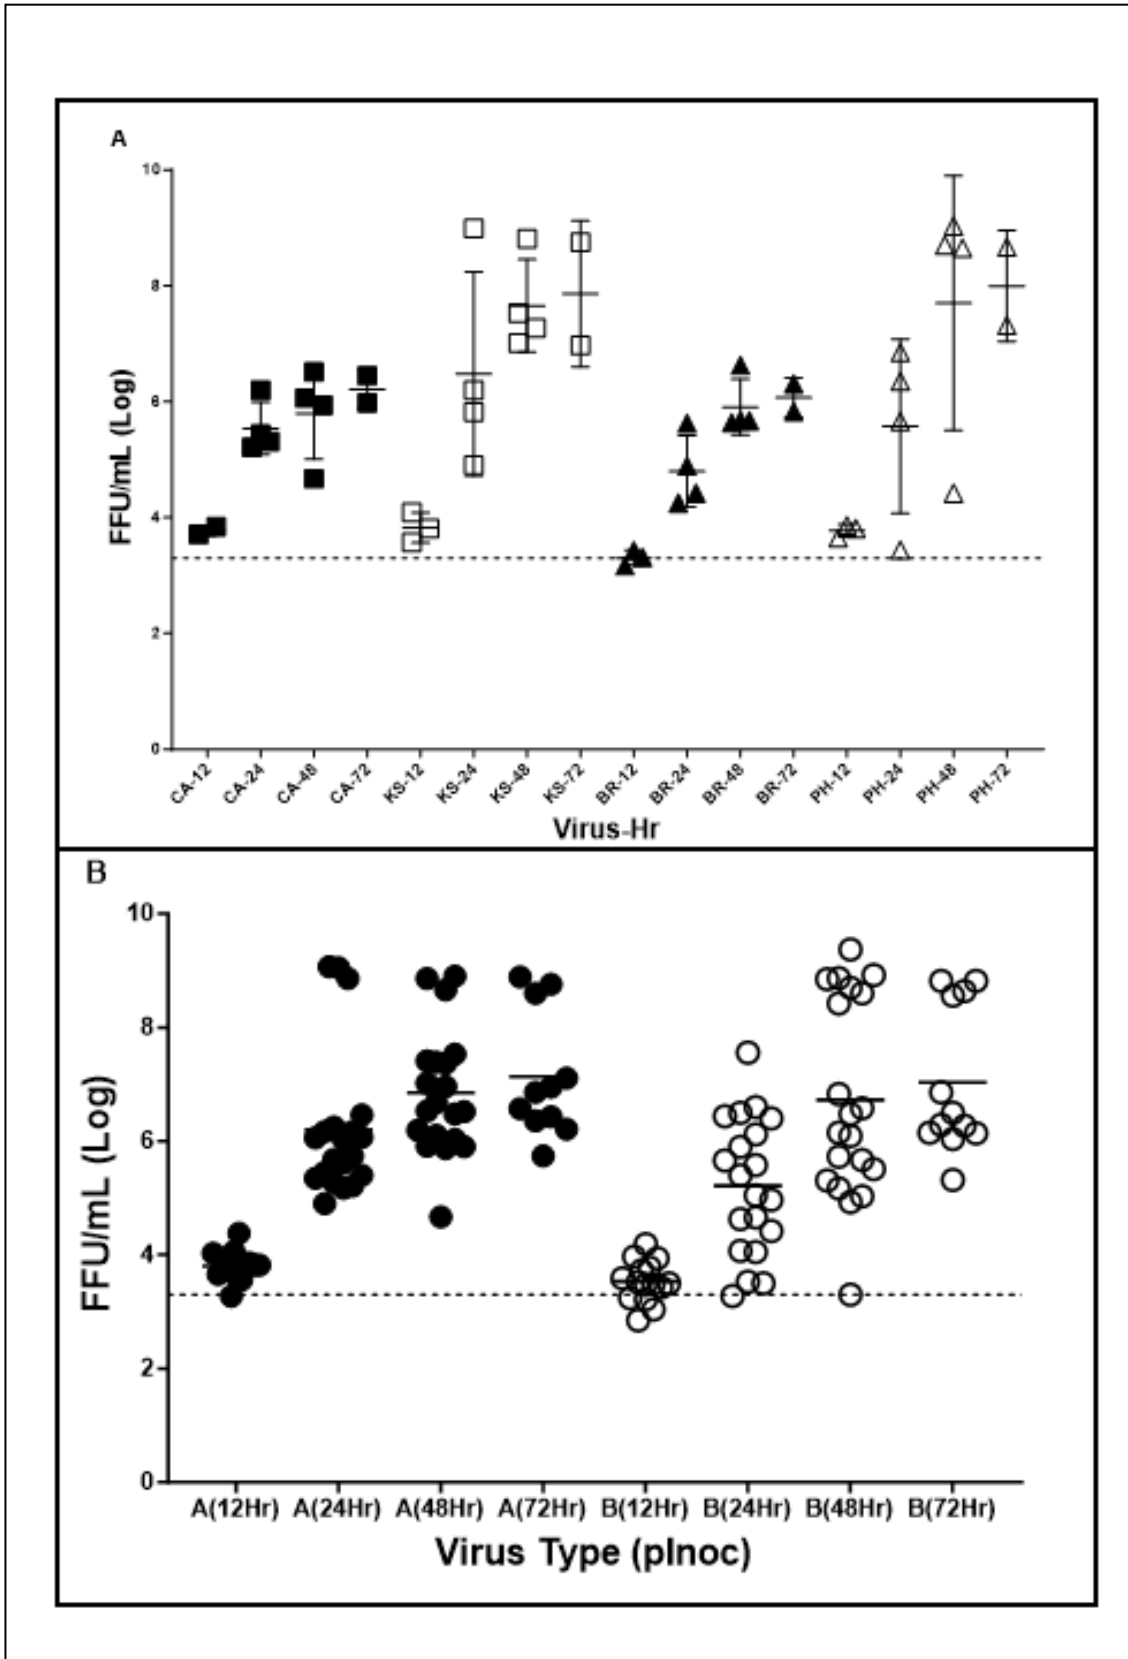 A
10
8
6
4
2
0
FFU/mL (Log)
CA-12 CA-24 CA-48 CA-72 KS-12 KS-24 KS-48 KS-72 BR-12 BR-24 BR-48 BR-72 PH-12 PH-24 PH-48 PH-72
Virus-Hr
B
10
8
6
4
2
0
FFU/mL (Log)
A(12Hr) A(24Hr) A(48Hr) A(72Hr) B(12Hr) B(24Hr) B(48Hr) B(72Hr)
Virus Type (pInoc)